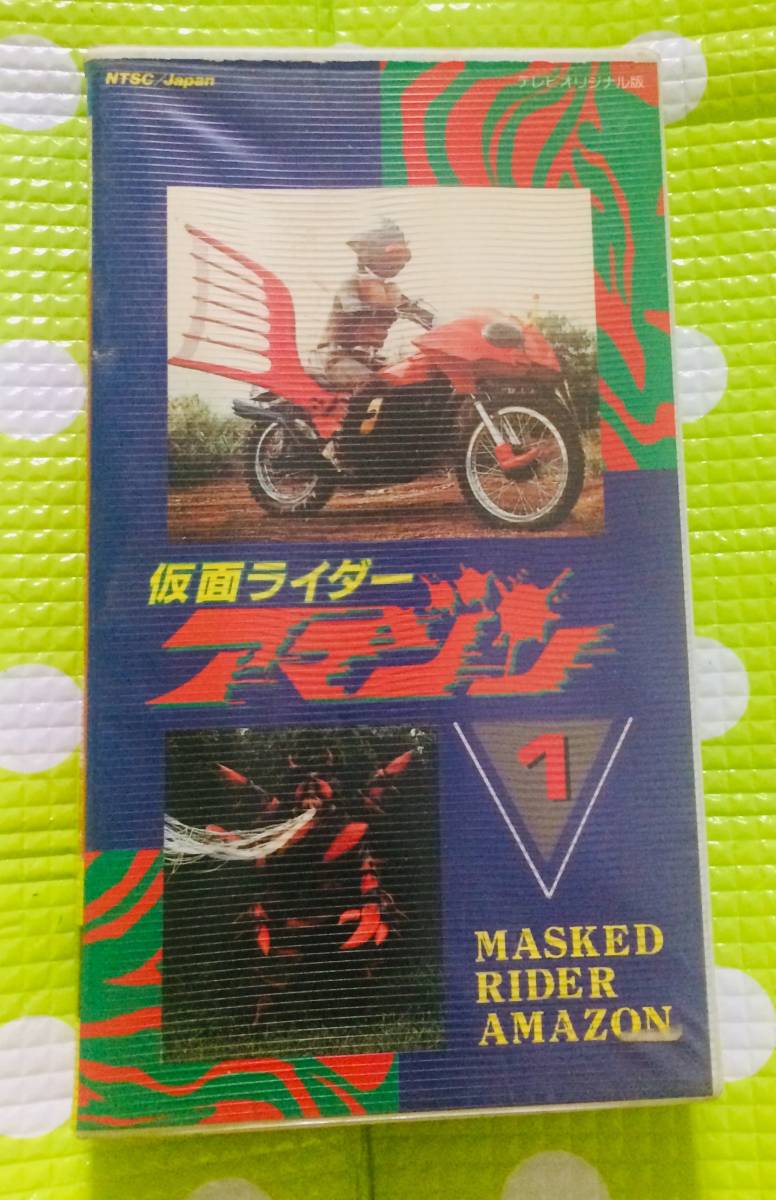 NTSC/Japan
テレビオリジナル版
仮面ライダー
アマゾン
1
MASKED
RIDER
AMAZON